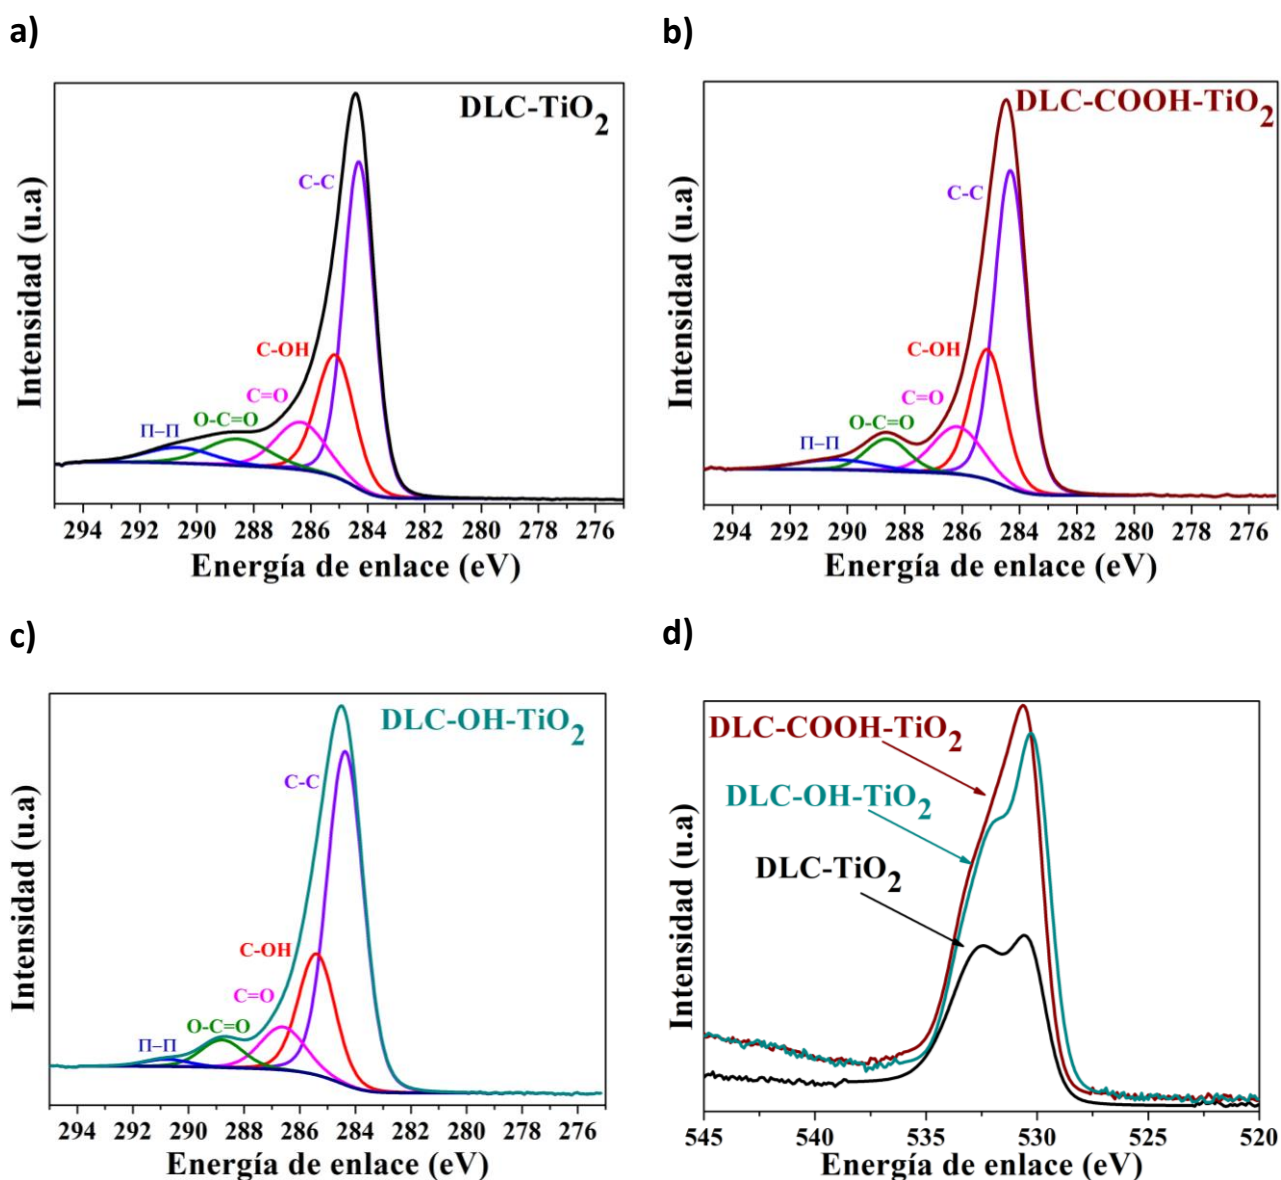 a)
DLC-TiO2
C-C
C-OH
C=O
O-C=O
Π–Π
Intensidad (u.a)
294 292 290 288 286 284 282 280 278 276
Energía de enlace (eV)
b)
DLC-COOH-TiO2
C-C
C-OH
C=O
O-C=O
Π–Π
Intensidad (u.a)
294 292 290 288 286 284 282 280 278 276
Energía de enlace (eV)
c)
DLC-OH-TiO2
C-C
C-OH
C=O
O-C=O
Π–Π
Intensidad (u.a)
294 292 290 288 286 284 282 280 278 276
Energía de enlace (eV)
d)
DLC-COOH-TiO2
DLC-OH-TiO2
DLC-TiO2
Intensidad (u.a)
545 540 535 530 525 520
Energía de enlace (eV)